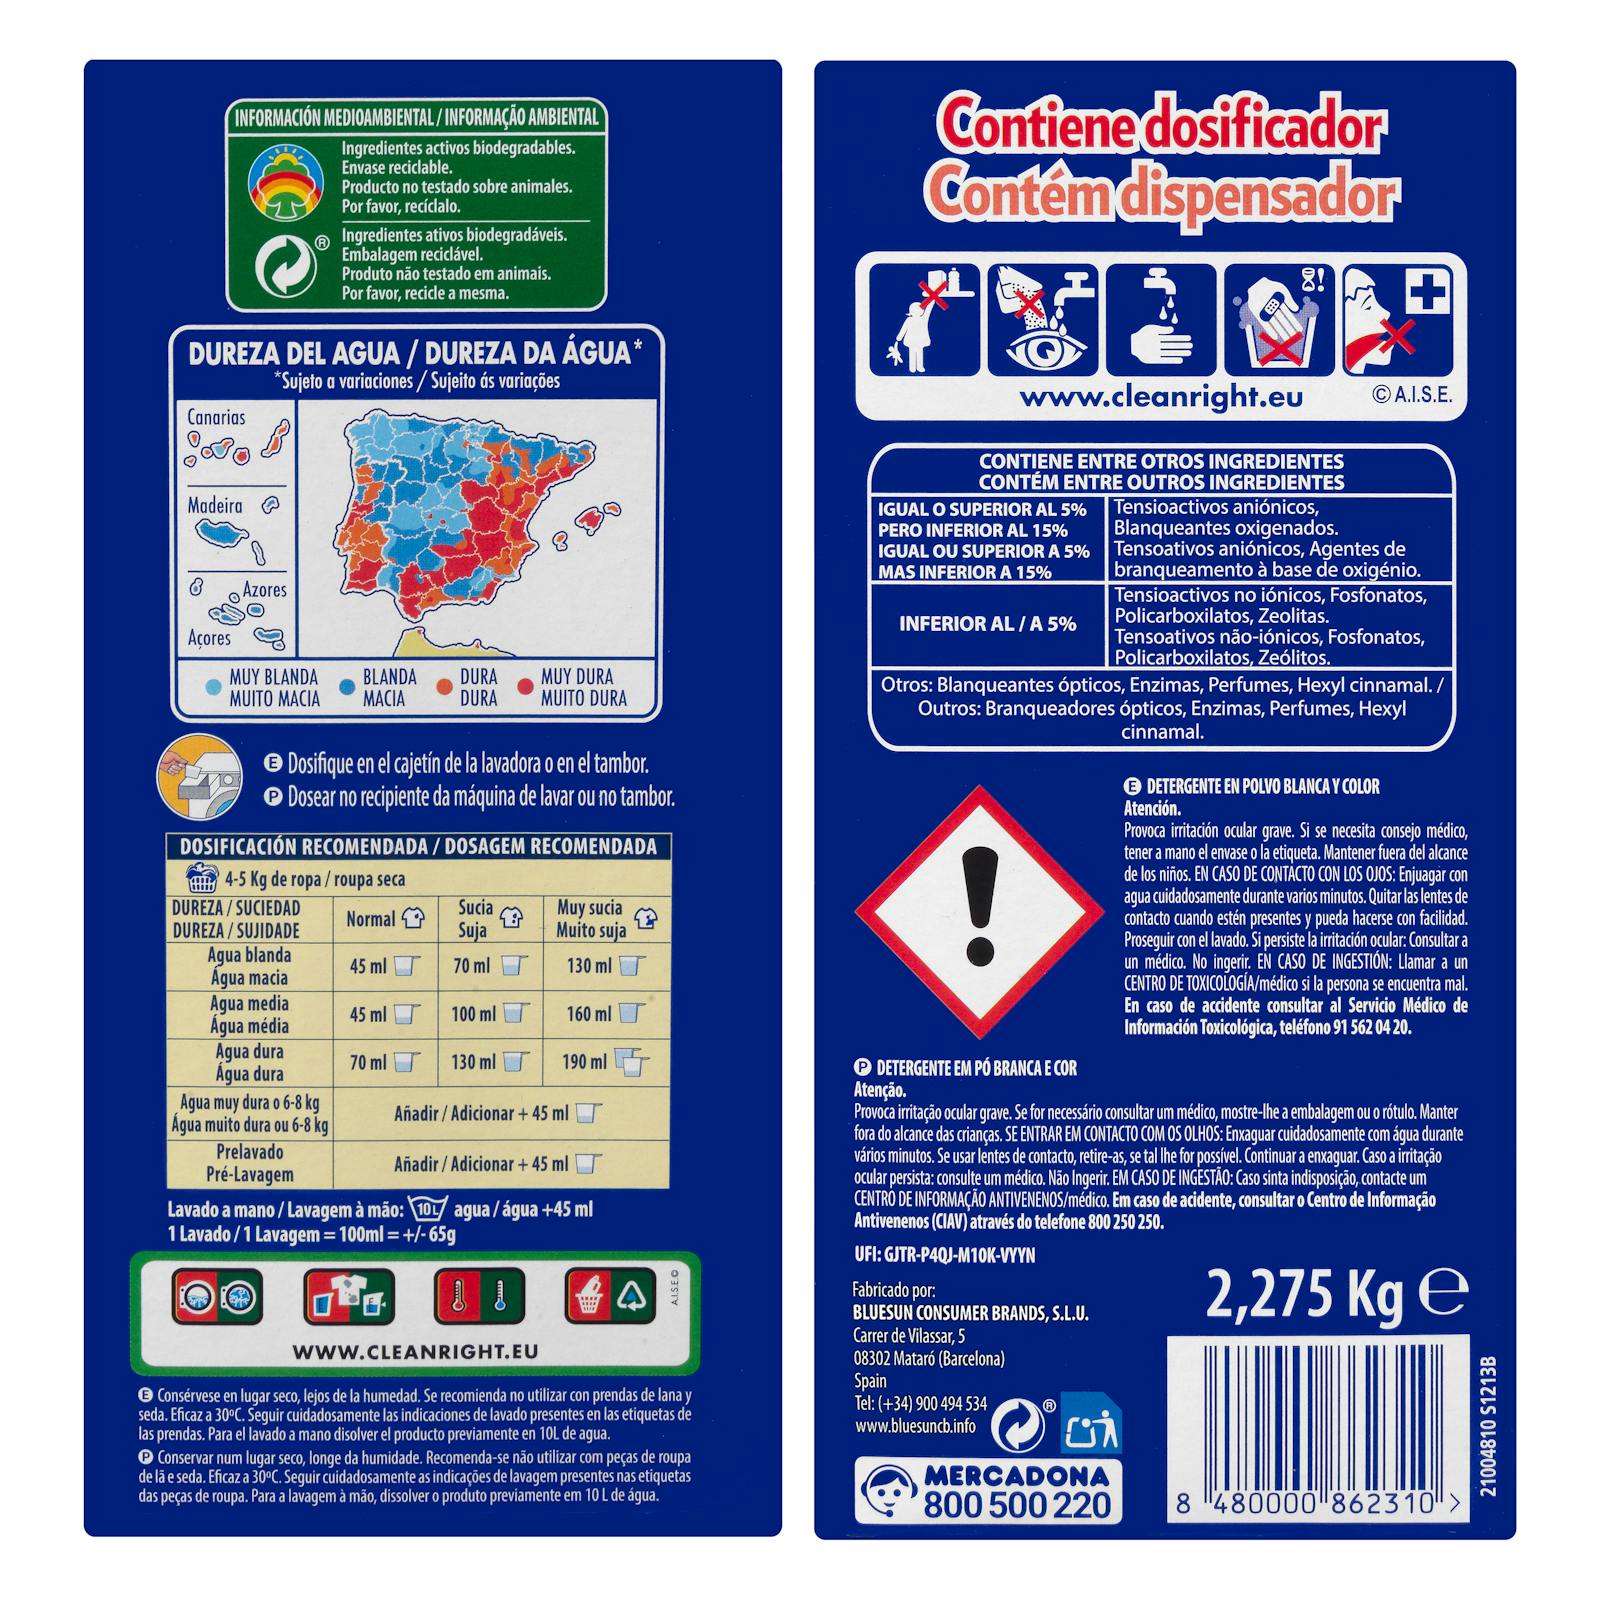 INFORMACIÓN MEDIOAMBIENTAL / INFORMAÇÃO AMBIENTAL
Ingredientes activos biodegradables.
Envase reciclable.
Producto no testado sobre animales.
Por favor, recíclalo.
Ingredientes ativos biodegradáveis.
Embalagem reciclável.
Produto não testado em animais.
Por favor, recicle a mesma.
®
DUREZA DEL AGUA / DUREZA DA ÁGUA*
*Sujeto a variaciones / Sujeito ás variações
Canarias
Madeira
Azores
Açores
MUY BLANDA
MUITO MACIA
BLANDA
MACIA
DURA
DURA
MUY DURA
MUITO DURA
E Dosifique en el cajetín de la lavadora o en el tambor.
P Dosear no recipiente da máquina de lavar ou no tambor.
DOSIFICACIÓN RECOMENDADA / DOSAGEM RECOMENDADA
4-5 Kg de ropa / roupa seca
DUREZA / SUCIEDAD
DUREZA / SUJIDADE
Normal
Sucia
Suja
Muy sucia
Muito suja
Agua blanda
Água macia
45 ml
70 ml
130 ml
Agua media
Água média
45 ml
100 ml
160 ml
Agua dura
Água dura
70 ml
130 ml
190 ml
Agua muy dura o 6-8 kg
Água muito dura ou 6-8 kg
Añadir / Adicionar + 45 ml
Prelavado
Pré-Lavagem
Añadir / Adicionar + 45 ml
Lavado a mano / Lavagem à mão: 10L agua / água +45 ml
1 Lavado / 1 Lavagem = 100ml = +/- 65g
A.I.S.E.©
WWW.CLEANRIGHT.EU
E Consérvese en lugar seco, lejos de la humedad. Se recomienda no utilizar con prendas de lana y
seda. Eficaz a 30ºC. Seguir cuidadosamente las indicaciones de lavado presentes en las etiquetas de
las prendas. Para el lavado a mano disolver el producto previamente en 10L de agua.
P Conservar num lugar seco, longe da humidade. Recomenda-se não utilizar com peças de roupa
de lã e seda. Eficaz a 30ºC. Seguir cuidadosamente as indicações de lavagem presentes nas etiquetas
das peças de roupa. Para a lavagem à mão, dissolver o produto previamente em 10 L de água.
Contiene dosificador
Contém dispensador
www.cleanright.eu
© A.I.S.E.
CONTIENE ENTRE OTROS INGREDIENTES
CONTÉM ENTRE OUTROS INGREDIENTES
IGUAL O SUPERIOR AL 5%
PERO INFERIOR AL 15%
IGUAL OU SUPERIOR A 5%
MAS INFERIOR A 15%
Tensioactivos aniónicos,
Blanqueantes oxigenados.
Tensoativos aniónicos, Agentes de
branqueamento à base de oxigénio.
INFERIOR AL / A 5%
Tensioactivos no iónicos, Fosfonatos,
Policarboxilatos, Zeolitas.
Tensoativos não-iónicos, Fosfonatos,
Policarboxilatos, Zeólitos.
Otros: Blanqueantes ópticos, Enzimas, Perfumes, Hexyl cinnamal. /
Outros: Branqueadores ópticos, Enzimas, Perfumes, Hexyl
cinnamal.
E DETERGENTE EN POLVO BLANCA Y COLOR
Atención.
Provoca irritación ocular grave. Si se necesita consejo médico,
tener a mano el envase o la etiqueta. Mantener fuera del alcance
de los niños. EN CASO DE CONTACTO CON LOS OJOS: Enjuagar con
agua cuidadosamente durante varios minutos. Quitar las lentes de
contacto cuando estén presentes y pueda hacerse con facilidad.
Proseguir con el lavado. Si persiste la irritación ocular: Consultar a
un médico. No ingerir. EN CASO DE INGESTIÓN: Llamar a un
CENTRO DE TOXICOLOGÍA/médico si la persona se encuentra mal.
En caso de accidente consultar al Servicio Médico de
Información Toxicológica, teléfono 91 562 04 20.
P DETERGENTE EM PÓ BRANCA E COR
Atenção.
Provoca irritação ocular grave. Se for necessário consultar um médico, mostre-lhe a embalagem ou o rótulo. Manter
fora do alcance das crianças. SE ENTRAR EM CONTACTO COM OS OLHOS: Enxaguar cuidadosamente com água durante
vários minutos. Se usar lentes de contacto, retire-as, se tal lhe for possível. Continuar a enxaguar. Caso a irritação
ocular persista: consulte um médico. Não Ingerir. EM CASO DE INGESTÃO: Caso sinta indisposição, contacte um
CENTRO DE INFORMAÇÃO ANTIVENENOS/médico. Em caso de acidente, consultar o Centro de Informação
Antivenenos (CIAV) através do telefone 800 250 250.
UFI: GJTR-P4QJ-M10K-VYYN
Fabricado por:
BLUESUN CONSUMER BRANDS, S.L.U.
Carrer de Vilassar, 5
08302 Mataró (Barcelona)
Spain
Tel: (+34) 900 494 534
www.bluesuncb.info
®
2,275 Kg ℮
MERCADONA
800 500 220
8 480000 862310 >
21004810 S1213B